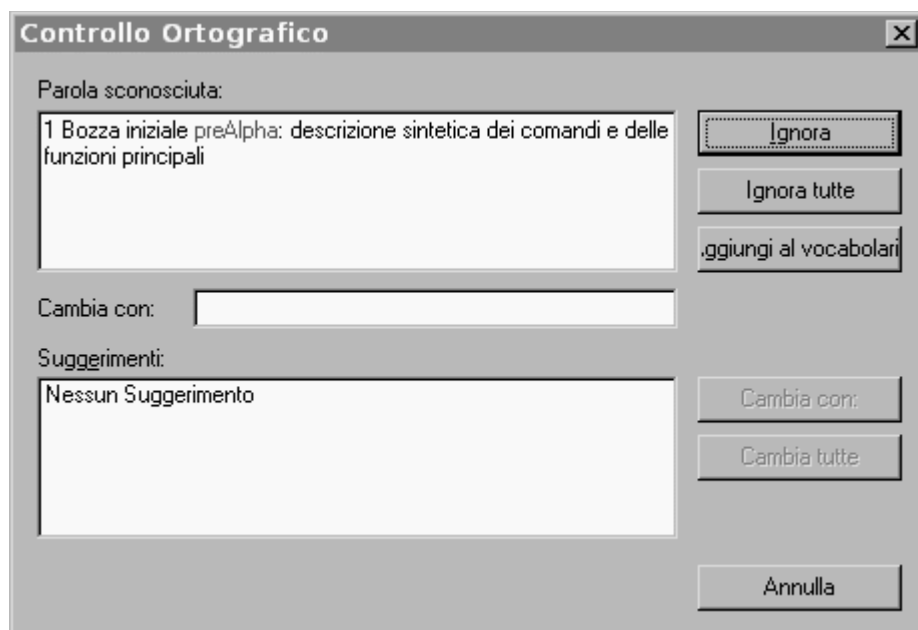 Controllo Ortografico
Parola sconosciuta:
1 Bozza iniziale preAlpha: descrizione sintetica dei comandi e delle
funzioni principali
Ignora
Ignora tutte
.ggiungi al vocabolari
Cambia con:
Suggerimenti:
Nessun Suggerimento
Cambia con:
Cambia tutte
Annulla